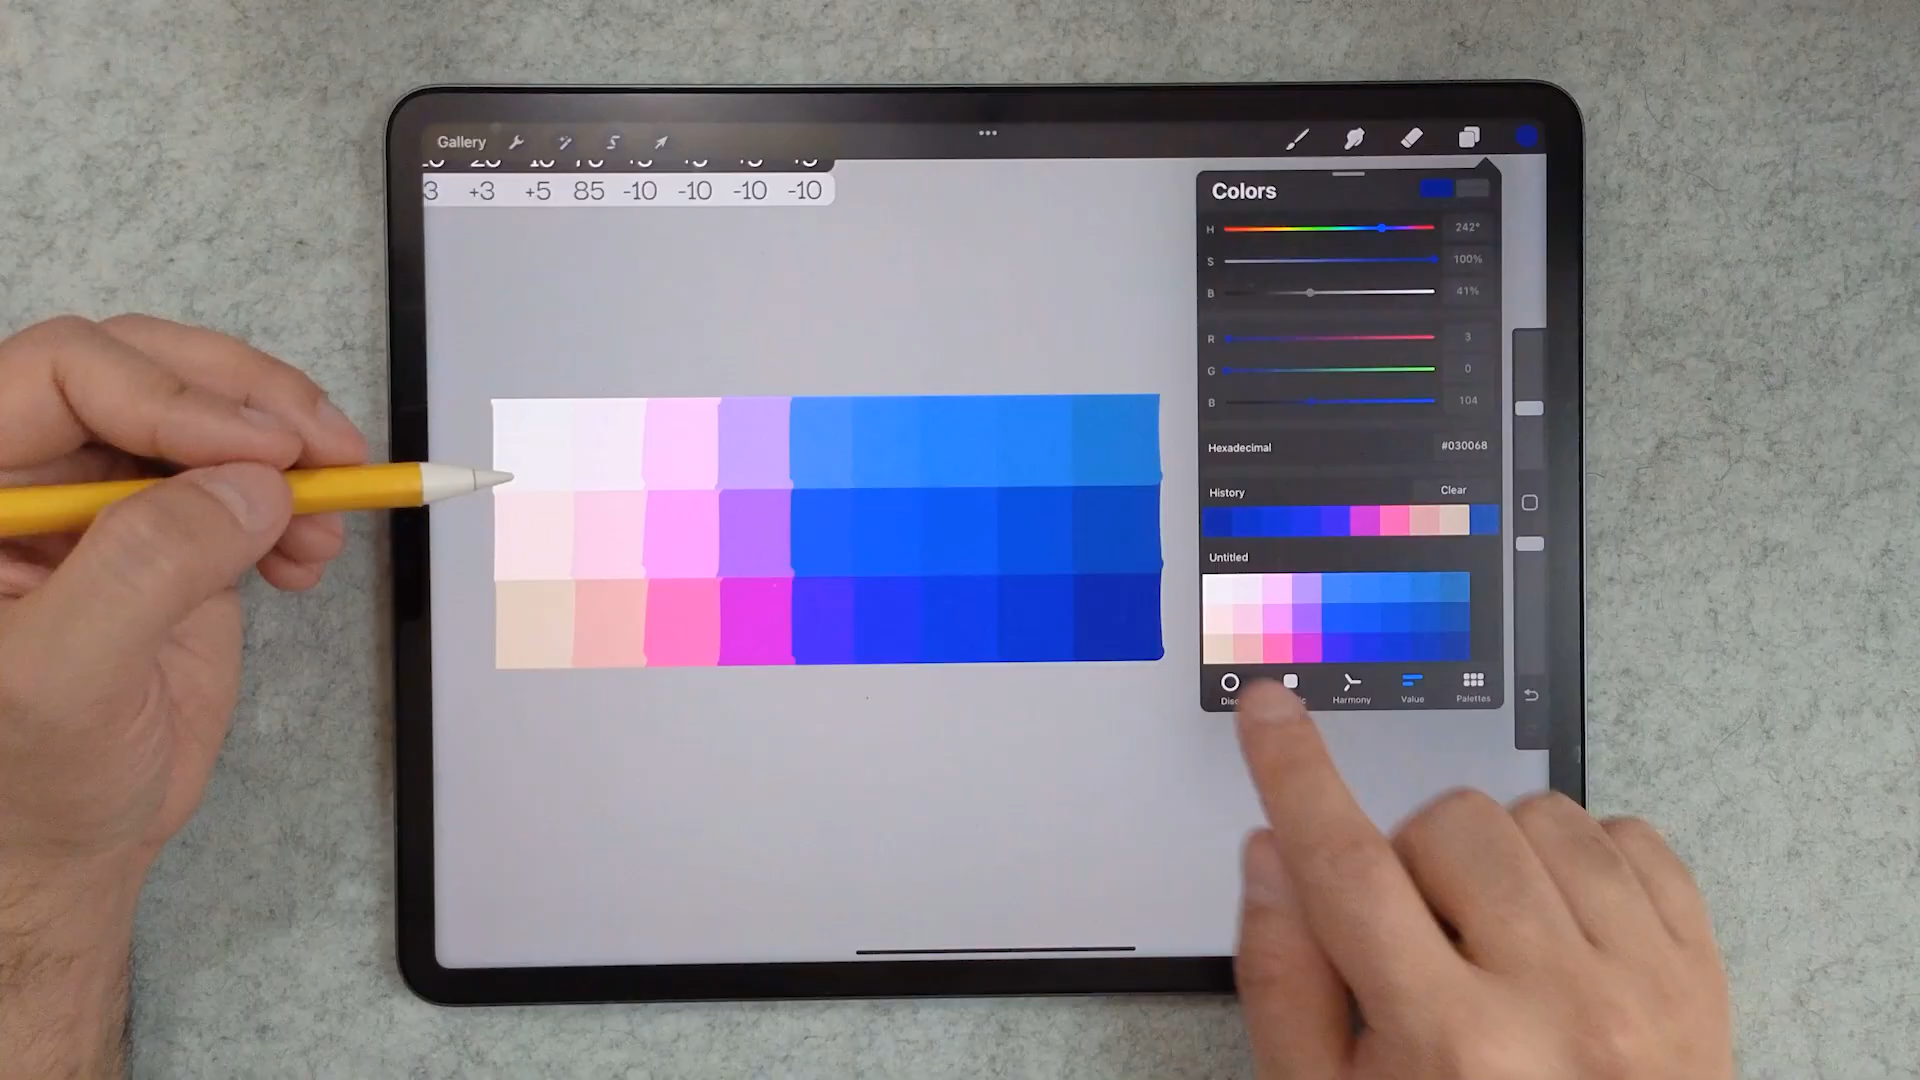 Gallery
3 +3 +5 85 -10 -10 -10 -10
Colors
H 242°
S 100%
B 41%
R 3
G 0
B 104
Hexadecimal #030068
History Clear
Untitled
Harmony Value Palettes